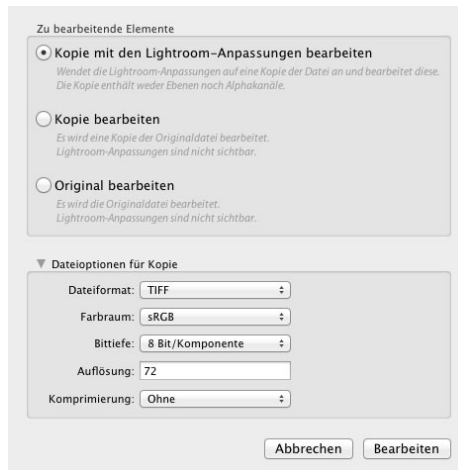 Zu bearbeitende Elemente
Kopie mit den Lightroom-Anpassungen bearbeiten
Wendet die Lightroom-Anpassungen auf eine Kopie der Datei an und bearbeitet diese.
Die Kopie enthält weder Ebenen noch Alphakanäle.
Kopie bearbeiten
Es wird eine Kopie der Originaldatei bearbeitet.
Lightroom-Anpassungen sind nicht sichtbar.
Original bearbeiten
Es wird die Originaldatei bearbeitet.
Lightroom-Anpassungen sind nicht sichtbar.
Dateioptionen für Kopie
Dateiformat: TIFF
Farbraum: sRGB
Bittiefe: 8 Bit/Komponente
Auflösung: 72
Komprimierung: Ohne
Abbrechen Bearbeiten